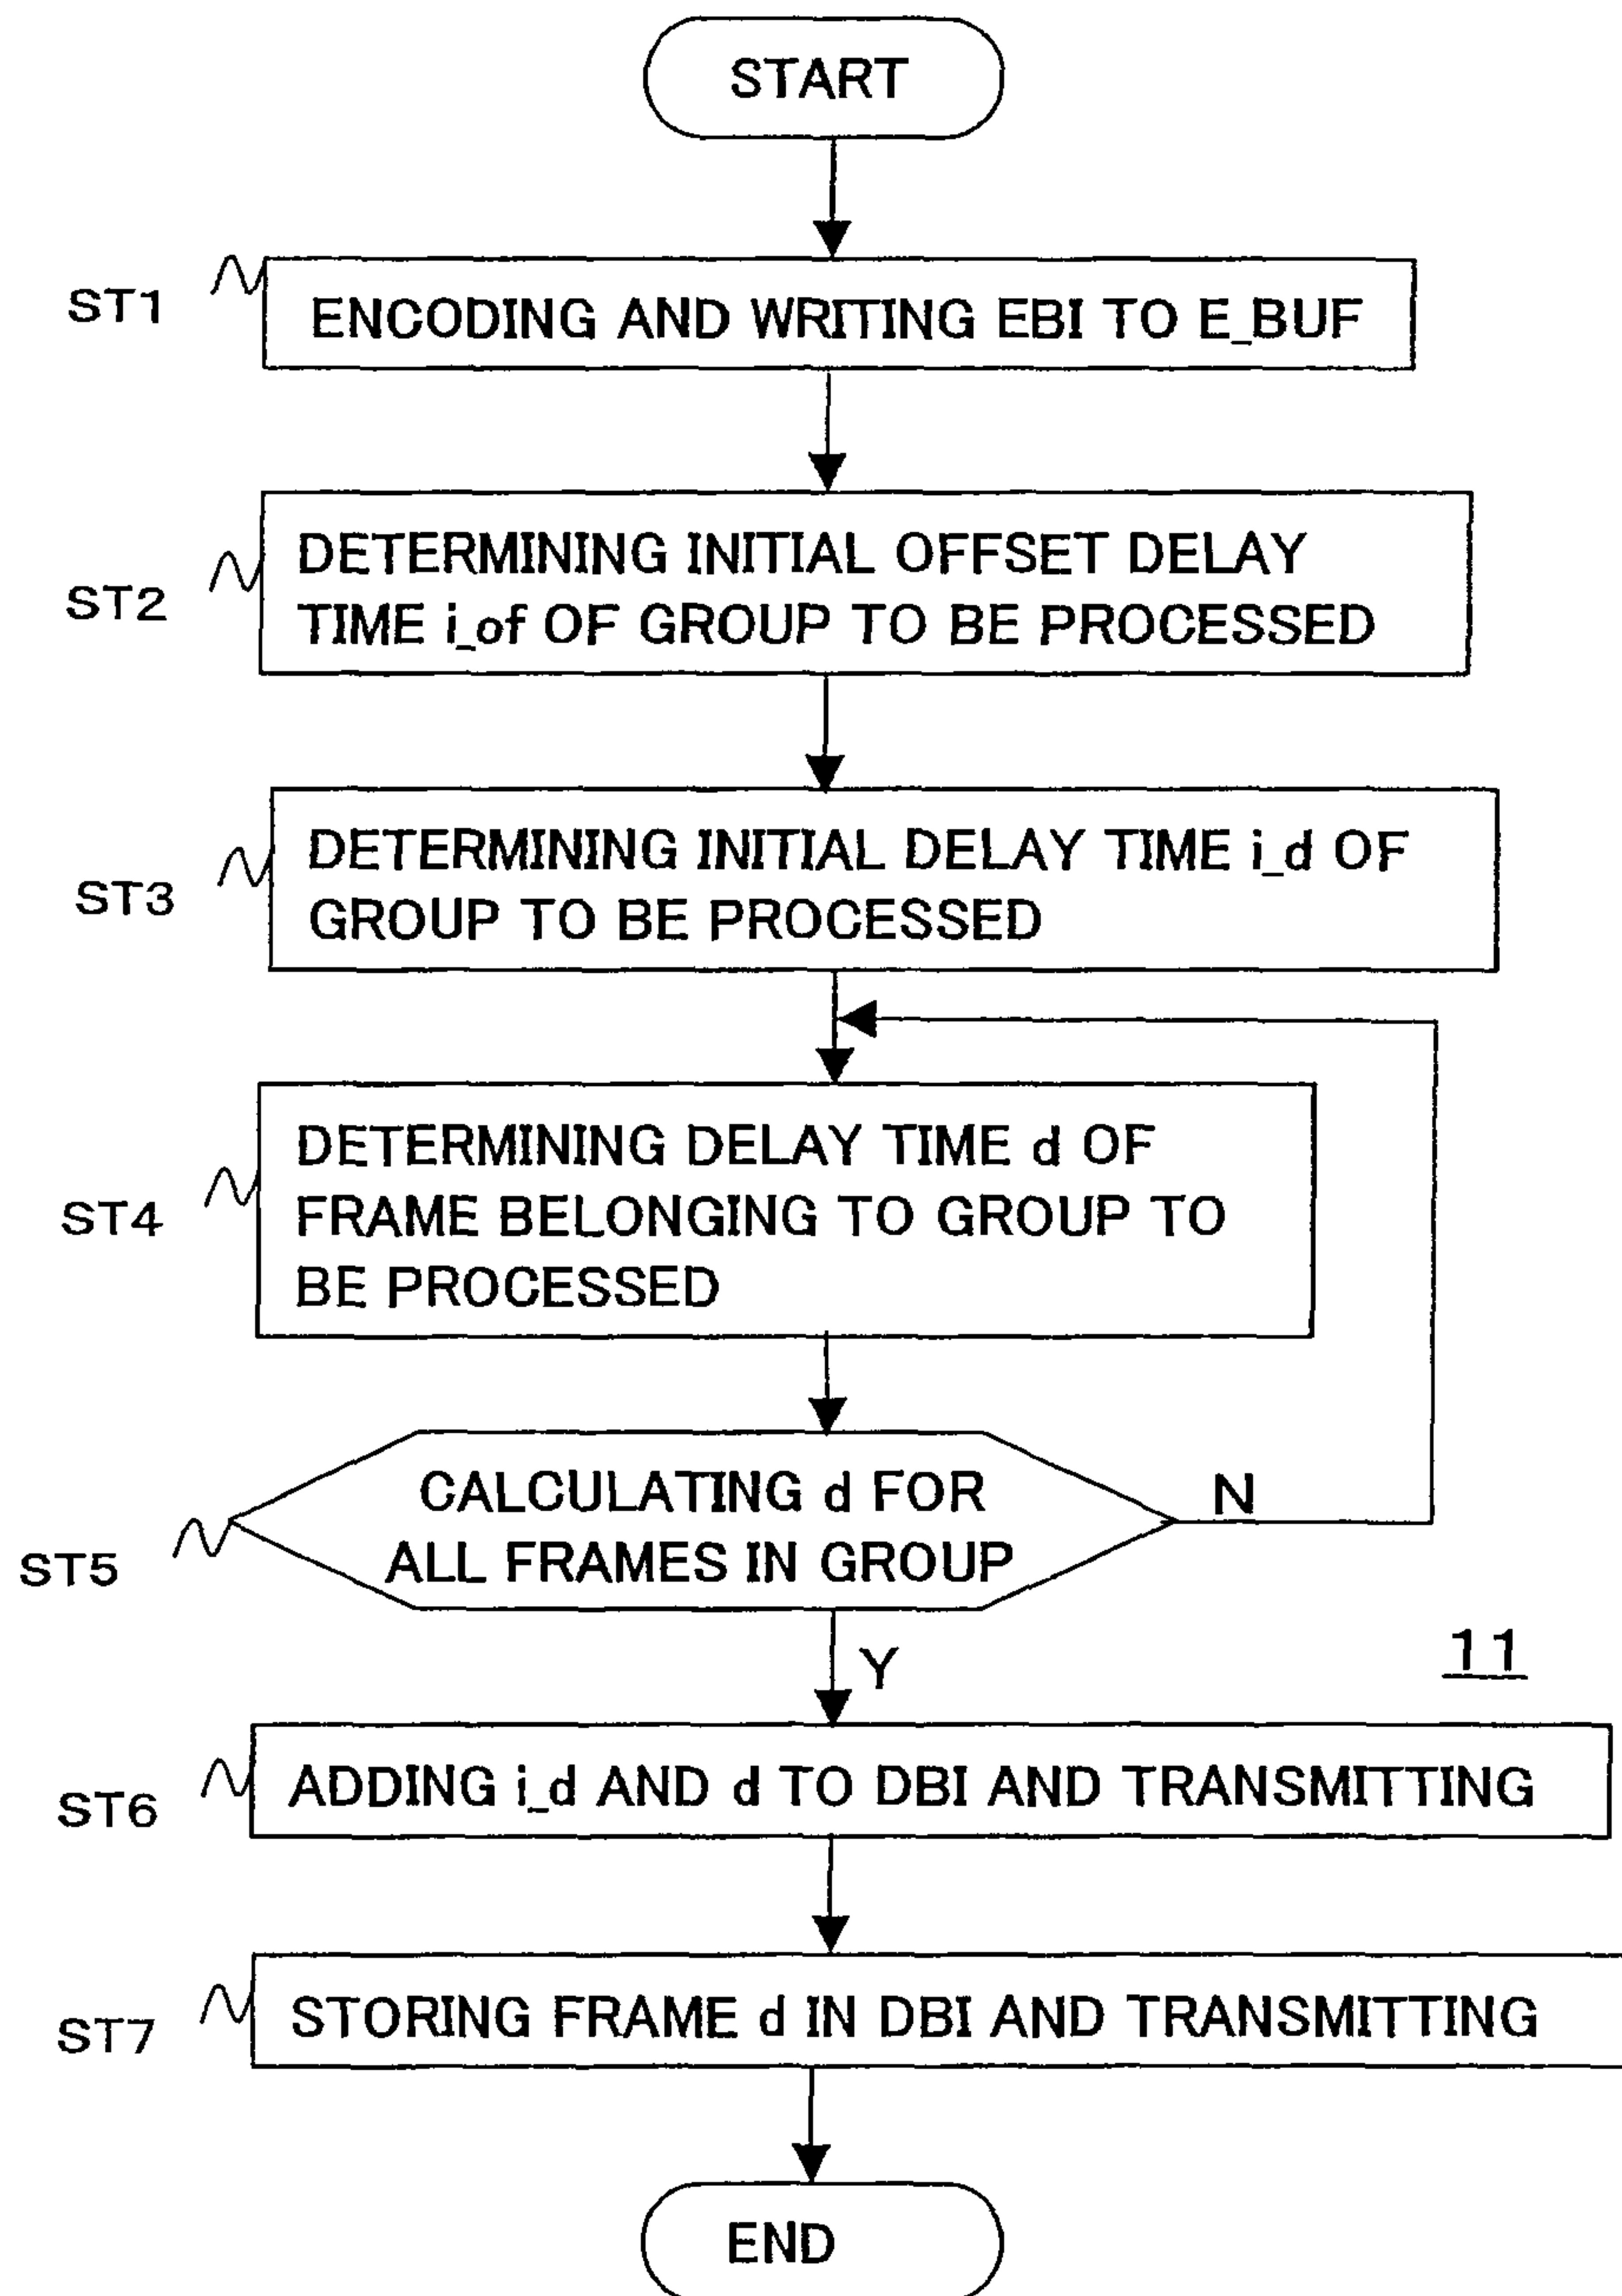 START
ST1
ENCODING AND WRITING EBI TO E_BUF
ST2
DETERMINING INITIAL OFFSET DELAY
TIME i_of OF GROUP TO BE PROCESSED
ST3
DETERMINING INITIAL DELAY TIME i_d OF
GROUP TO BE PROCESSED
ST4
DETERMINING DELAY TIME d OF
FRAME BELONGING TO GROUP TO
BE PROCESSED
ST5
CALCULATING d FOR
ALL FRAMES IN GROUP
N
Y
11
ST6
ADDING i_d AND d TO DBI AND TRANSMITTING
ST7
STORING FRAME d IN DBI AND TRANSMITTING
END